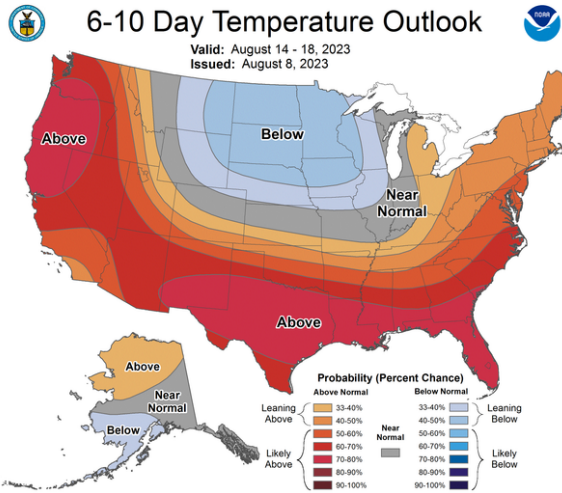 6-10 Day Temperature Outlook
Valid: August 14 - 18, 2023
Issued: August 8, 2023
NOAA
Above
Below
Near
Normal
Above
Above
Near
Normal
Below
Probability (Percent Chance)
Above Normal
Below Normal
Leaning
Above
33-40%
40-50%
Likely
Above
50-60%
60-70%
70-80%
80-90%
90-100%
Near
Normal
33-40%
40-50%
Leaning
Below
50-60%
60-70%
70-80%
80-90%
90-100%
Likely
Below